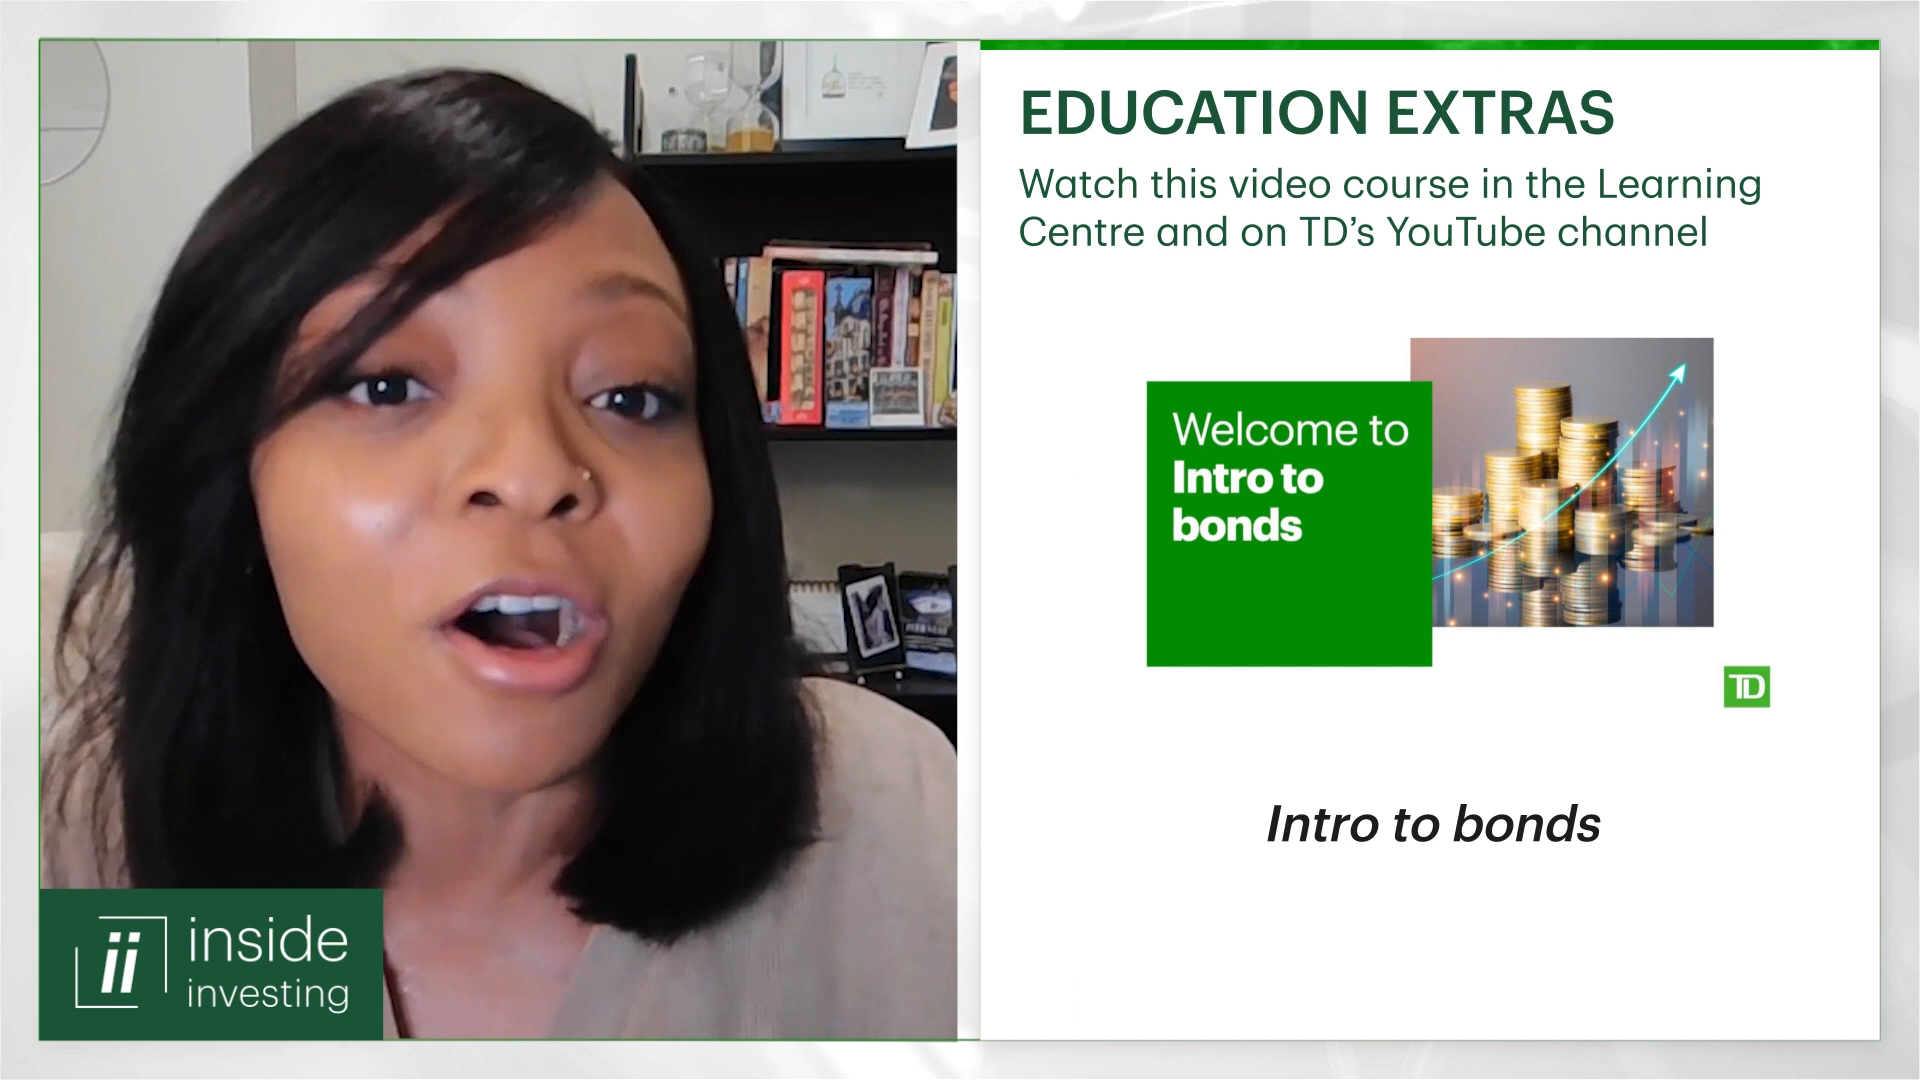 EDUCATION EXTRAS
Watch this video course in the Learning
Centre and on TD’s YouTube channel
Welcome to
Intro to
bonds
TD
Intro to bonds
ii
inside
investing